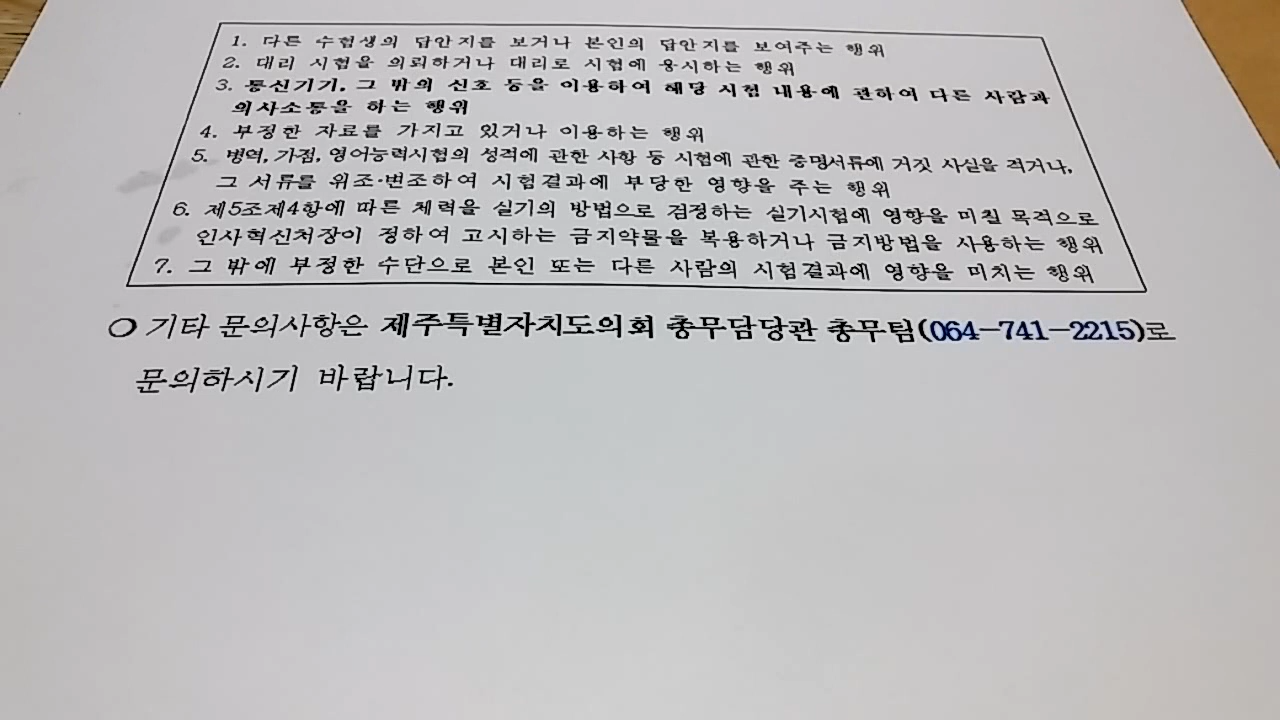 1. 다른 수험생의 답안지를 보거나 본인의 답안지를 보여주는 행위
2. 대리 시험을 의뢰하거나 대리로 시험에 응시하는 행위
3. 통신기기, 그 밖의 신호 등을 이용하여 해당 시험 내용에 관하여 다른 사람과
의사소통을 하는 행위
4. 부정한 자료를 가지고 있거나 이용하는 행위
5. 병역, 가점, 영어능력시험의 성적에 관한 사항 등 시험에 관한 증명서류에 거짓 사실을 적거나,
그 서류를 위조·변조하여 시험결과에 부당한 영향을 주는 행위
6. 제5조제4항에 따른 체력을 실기의 방법으로 검정하는 실기시험에 영향을 미칠 목적으로
인사혁신처장이 정하여 고시하는 금지약물을 복용하거나 금지방법을 사용하는 행위
7. 그 밖에 부정한 수단으로 본인 또는 다른 사람의 시험결과에 영향을 미치는 행위
○ 기타 문의사항은 제주특별자치도의회 총무담당관 총무팀(064-741-2215)로
문의하시기 바랍니다.